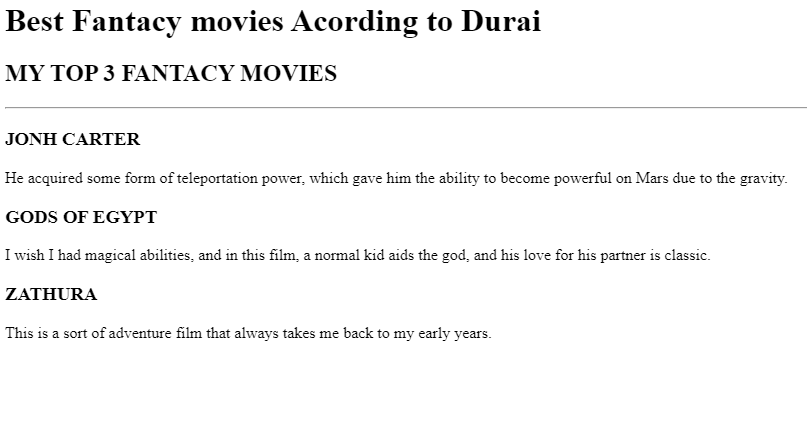 Best Fantacy movies Acording to Durai
MY TOP 3 FANTACY MOVIES
JONH CARTER
He acquired some form of teleportation power, which gave him the ability to become powerful on Mars due to the gravity.
GODS OF EGYPT
I wish I had magical abilities, and in this film, a normal kid aids the god, and his love for his partner is classic.
ZATHURA
This is a sort of adventure film that always takes me back to my early years.